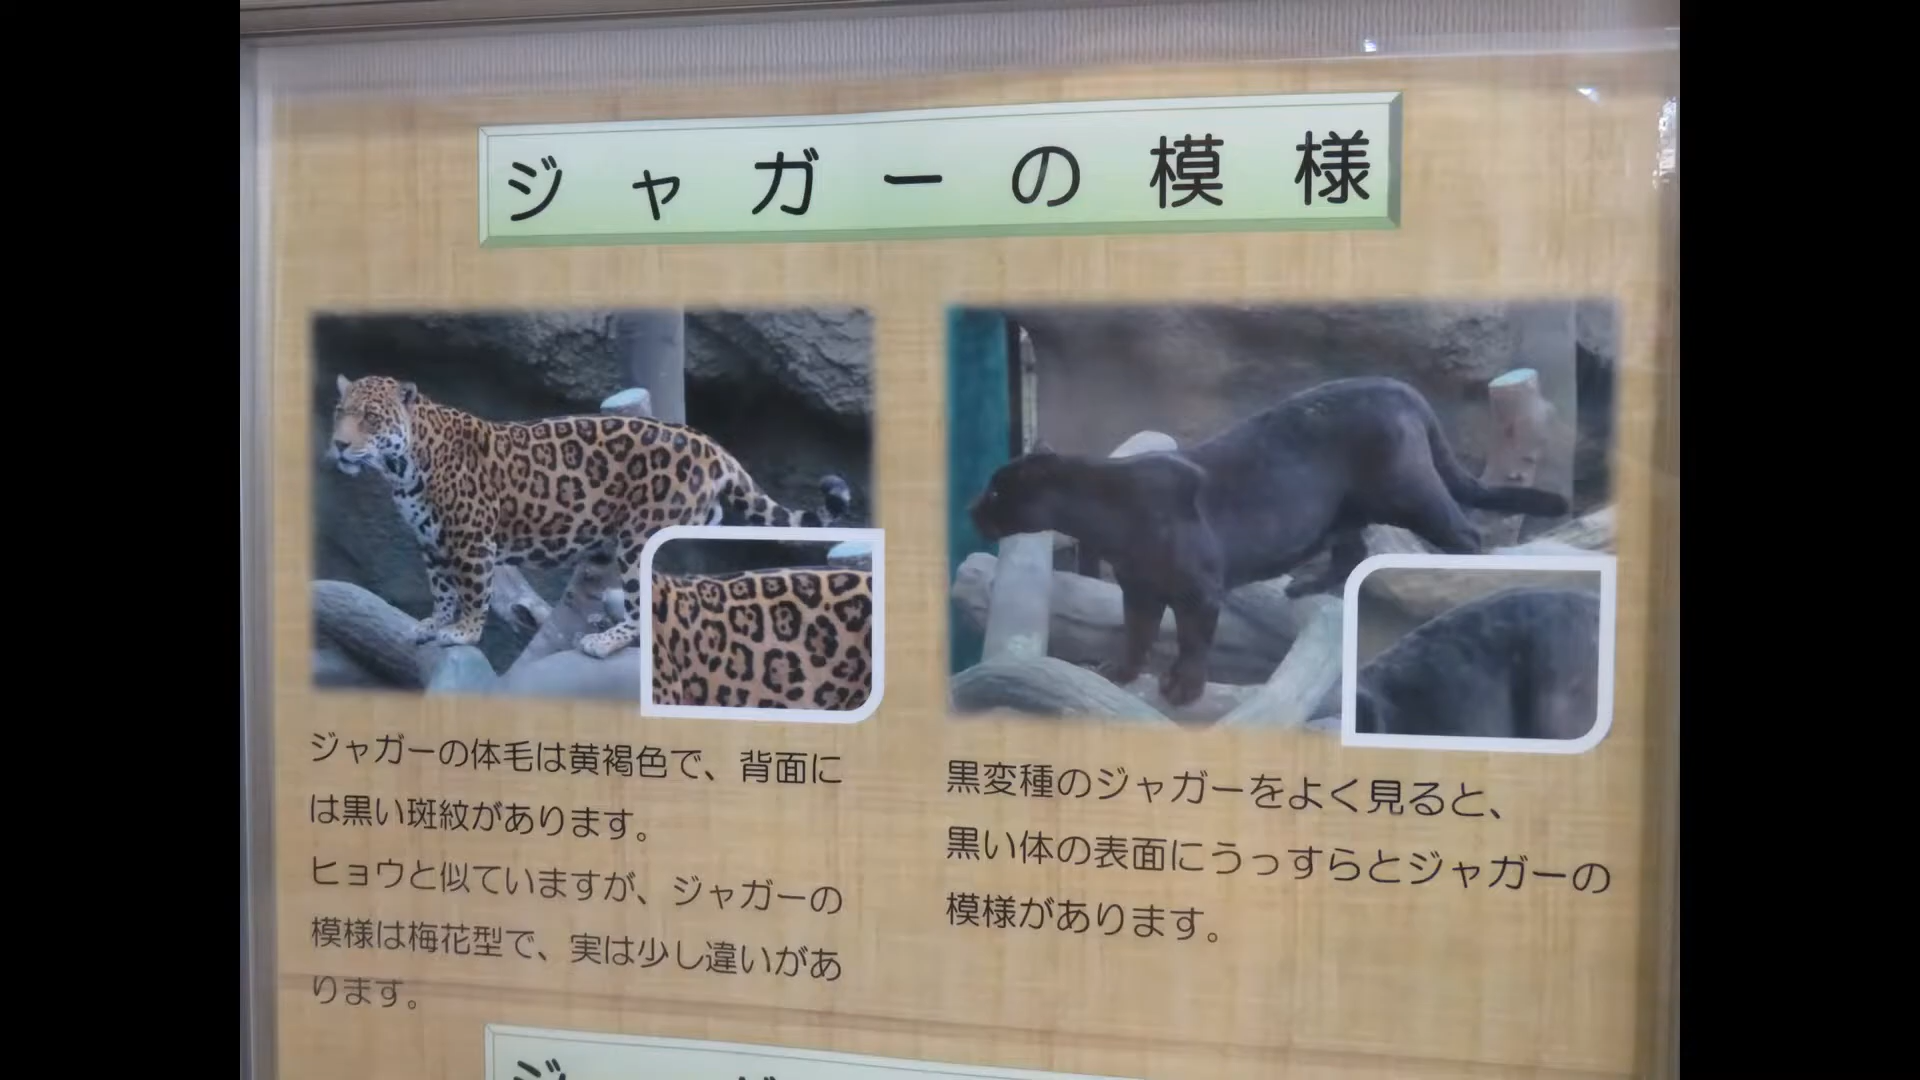 ジャガーの模様
ジャガーの体毛は黄褐色で、背面に
は黒い斑紋があります。
ヒョウと似ていますが、ジャガーの
模様は梅花型で、実は少し違いがあ
ります。
黒変種のジャガーをよく見ると、
黒い体の表面にうっすらとジャガーの
模様があります。